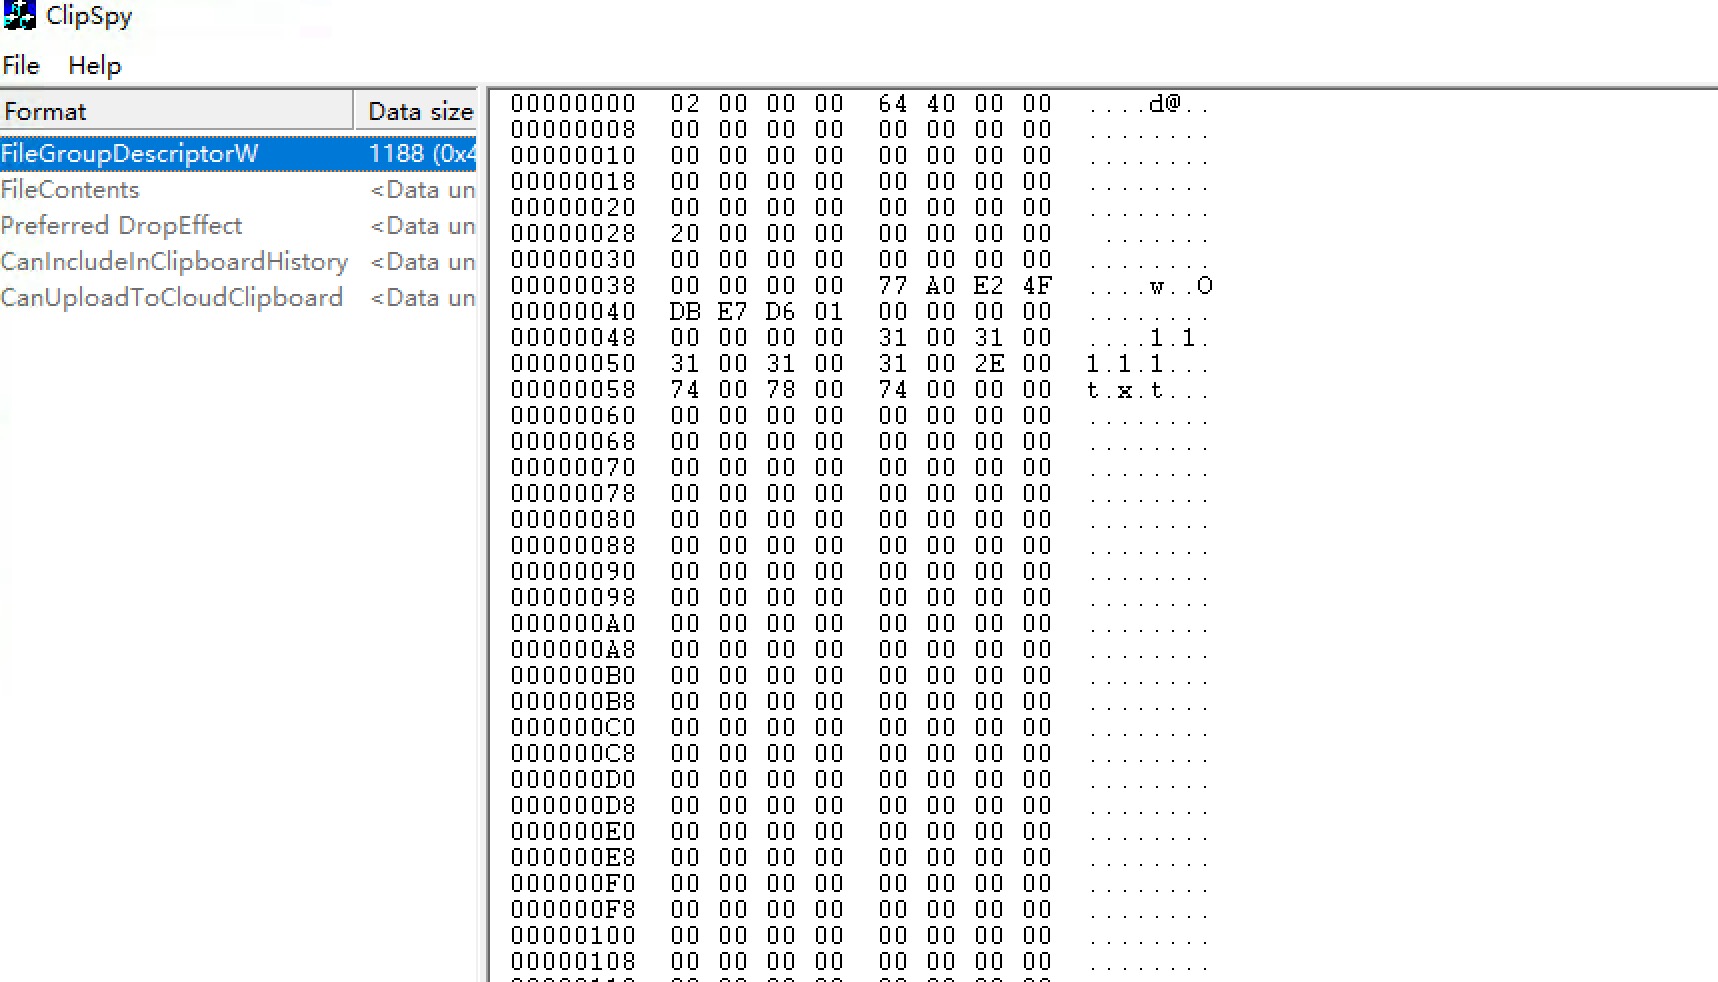 ClipSpy
File Help
Format Data size
FileGroupDescriptorW 1188 (0x4
FileContents <Data un
Preferred DropEffect <Data un
CanIncludeInClipboardHistory <Data un
CanUploadToCloudClipboard <Data un
00000000 02 00 00 00 64 40 00 00 ....d@..
00000008 00 00 00 00 00 00 00 00 ........
00000010 00 00 00 00 00 00 00 00 ........
00000018 00 00 00 00 00 00 00 00 ........
00000020 00 00 00 00 00 00 00 00 ........
00000028 20 00 00 00 00 00 00 00 .......
00000030 00 00 00 00 00 00 00 00 ........
00000038 00 00 00 00 77 A0 E2 4F ....w..O
00000040 DB E7 D6 01 00 00 00 00 ........
00000048 00 00 00 00 31 00 31 00 ....1.1.
00000050 31 00 31 00 31 00 2E 00 1.1.1...
00000058 74 00 78 00 74 00 00 00 t.x.t...
00000060 00 00 00 00 00 00 00 00 ........
00000068 00 00 00 00 00 00 00 00 ........
00000070 00 00 00 00 00 00 00 00 ........
00000078 00 00 00 00 00 00 00 00 ........
00000080 00 00 00 00 00 00 00 00 ........
00000088 00 00 00 00 00 00 00 00 ........
00000090 00 00 00 00 00 00 00 00 ........
00000098 00 00 00 00 00 00 00 00 ........
000000A0 00 00 00 00 00 00 00 00 ........
000000A8 00 00 00 00 00 00 00 00 ........
000000B0 00 00 00 00 00 00 00 00 ........
000000B8 00 00 00 00 00 00 00 00 ........
000000C0 00 00 00 00 00 00 00 00 ........
000000C8 00 00 00 00 00 00 00 00 ........
000000D0 00 00 00 00 00 00 00 00 ........
000000D8 00 00 00 00 00 00 00 00 ........
000000E0 00 00 00 00 00 00 00 00 ........
000000E8 00 00 00 00 00 00 00 00 ........
000000F0 00 00 00 00 00 00 00 00 ........
000000F8 00 00 00 00 00 00 00 00 ........
00000100 00 00 00 00 00 00 00 00 ........
00000108 00 00 00 00 00 00 00 00 ........